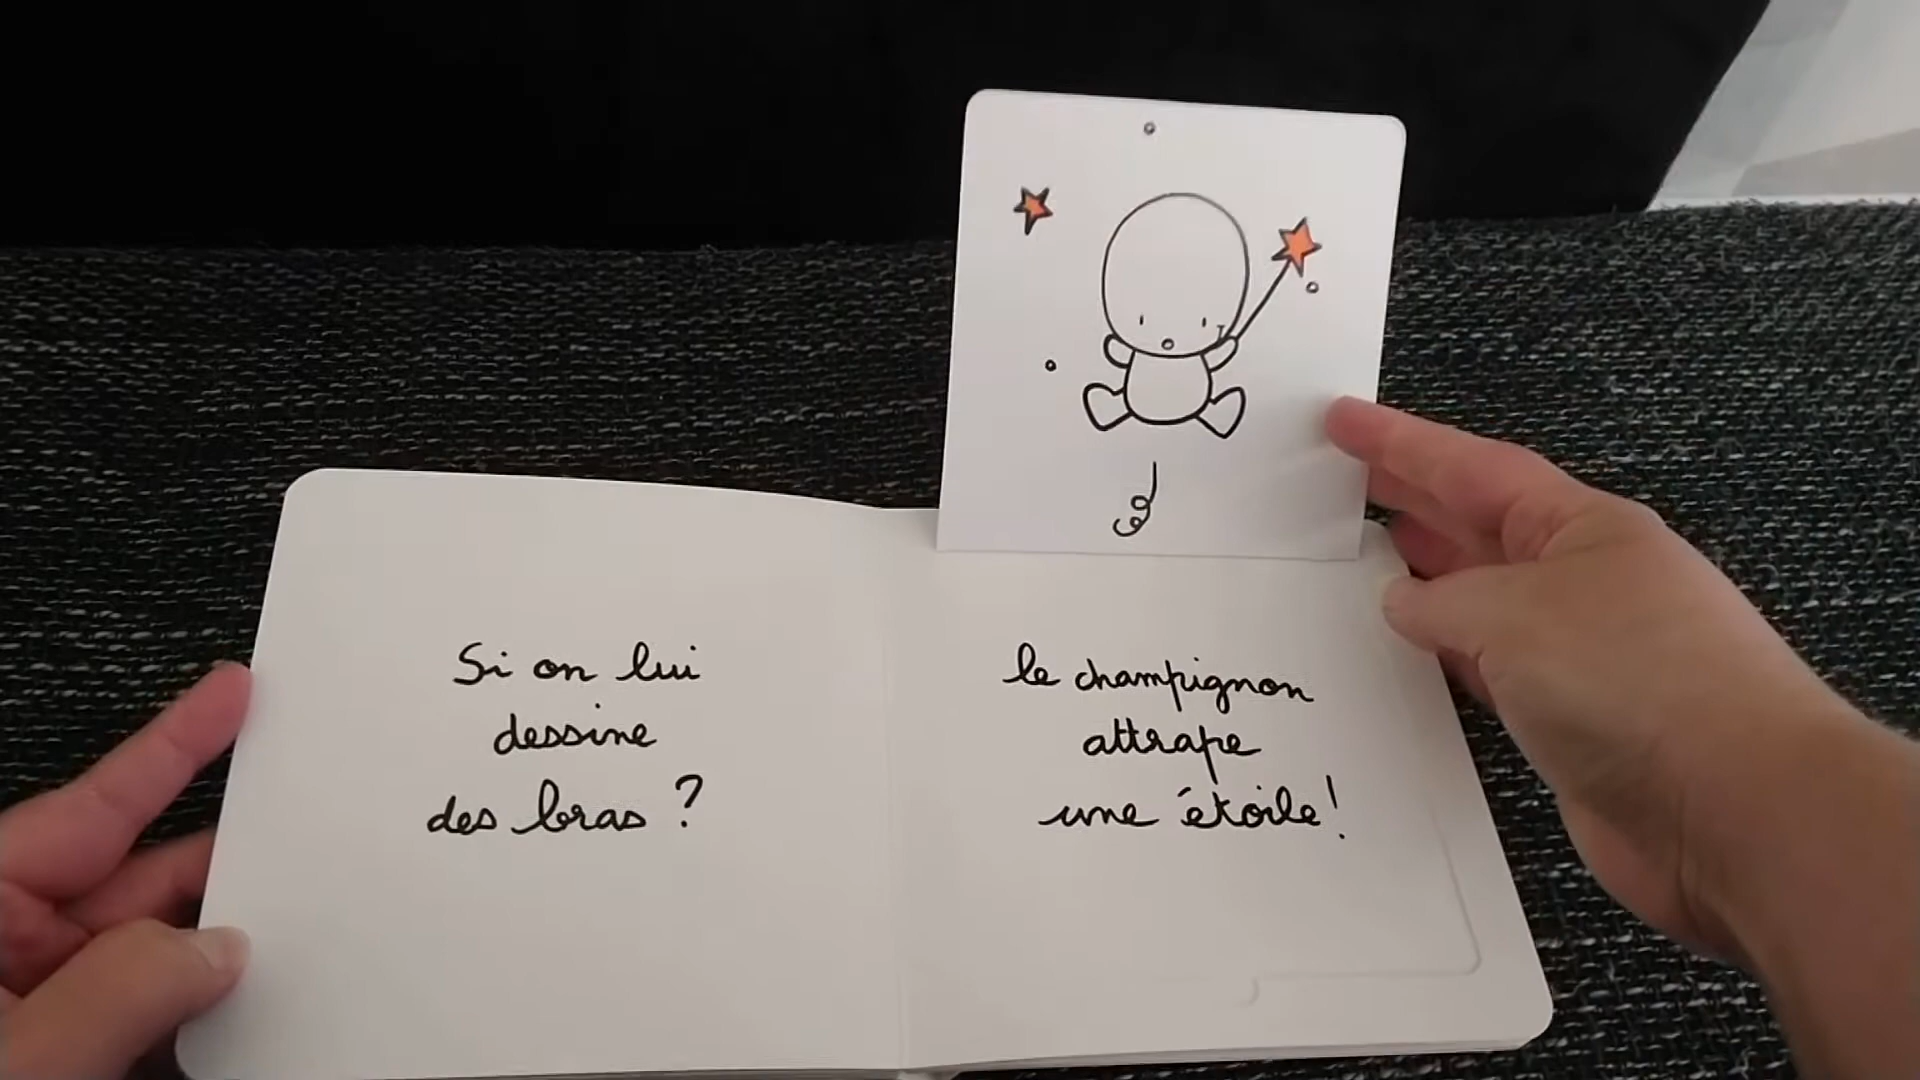 Si on lui
dessine
des bras ?
le champignon
attrape
une étoile !